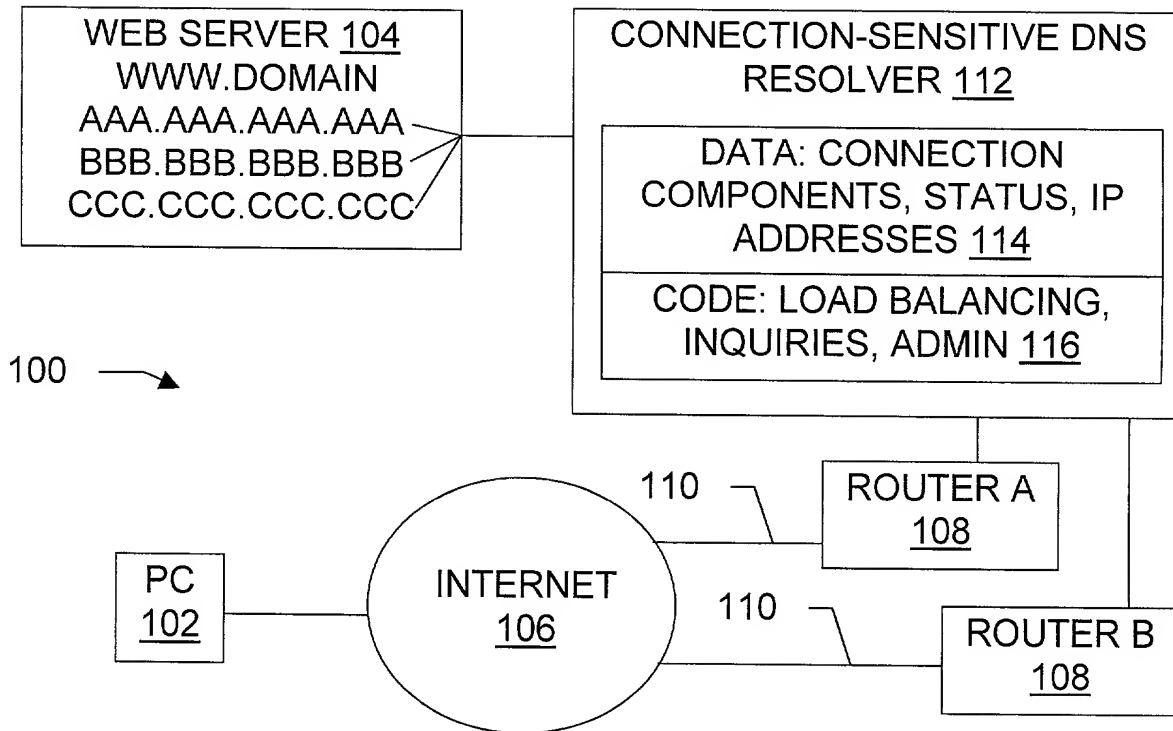 WEB SERVER 104
WWW.DOMAIN
AAA.AAA.AAA.AAA
BBB.BBB.BBB.BBB
CCC.CCC.CCC.CCC
CONNECTION-SENSITIVE DNS
RESOLVER 112
DATA: CONNECTION
COMPONENTS, STATUS, IP
ADDRESSES 114
CODE: LOAD BALANCING,
INQUIRIES, ADMIN 116
100
110
ROUTER A
108
PC
102
INTERNET
106
110
ROUTER B
108